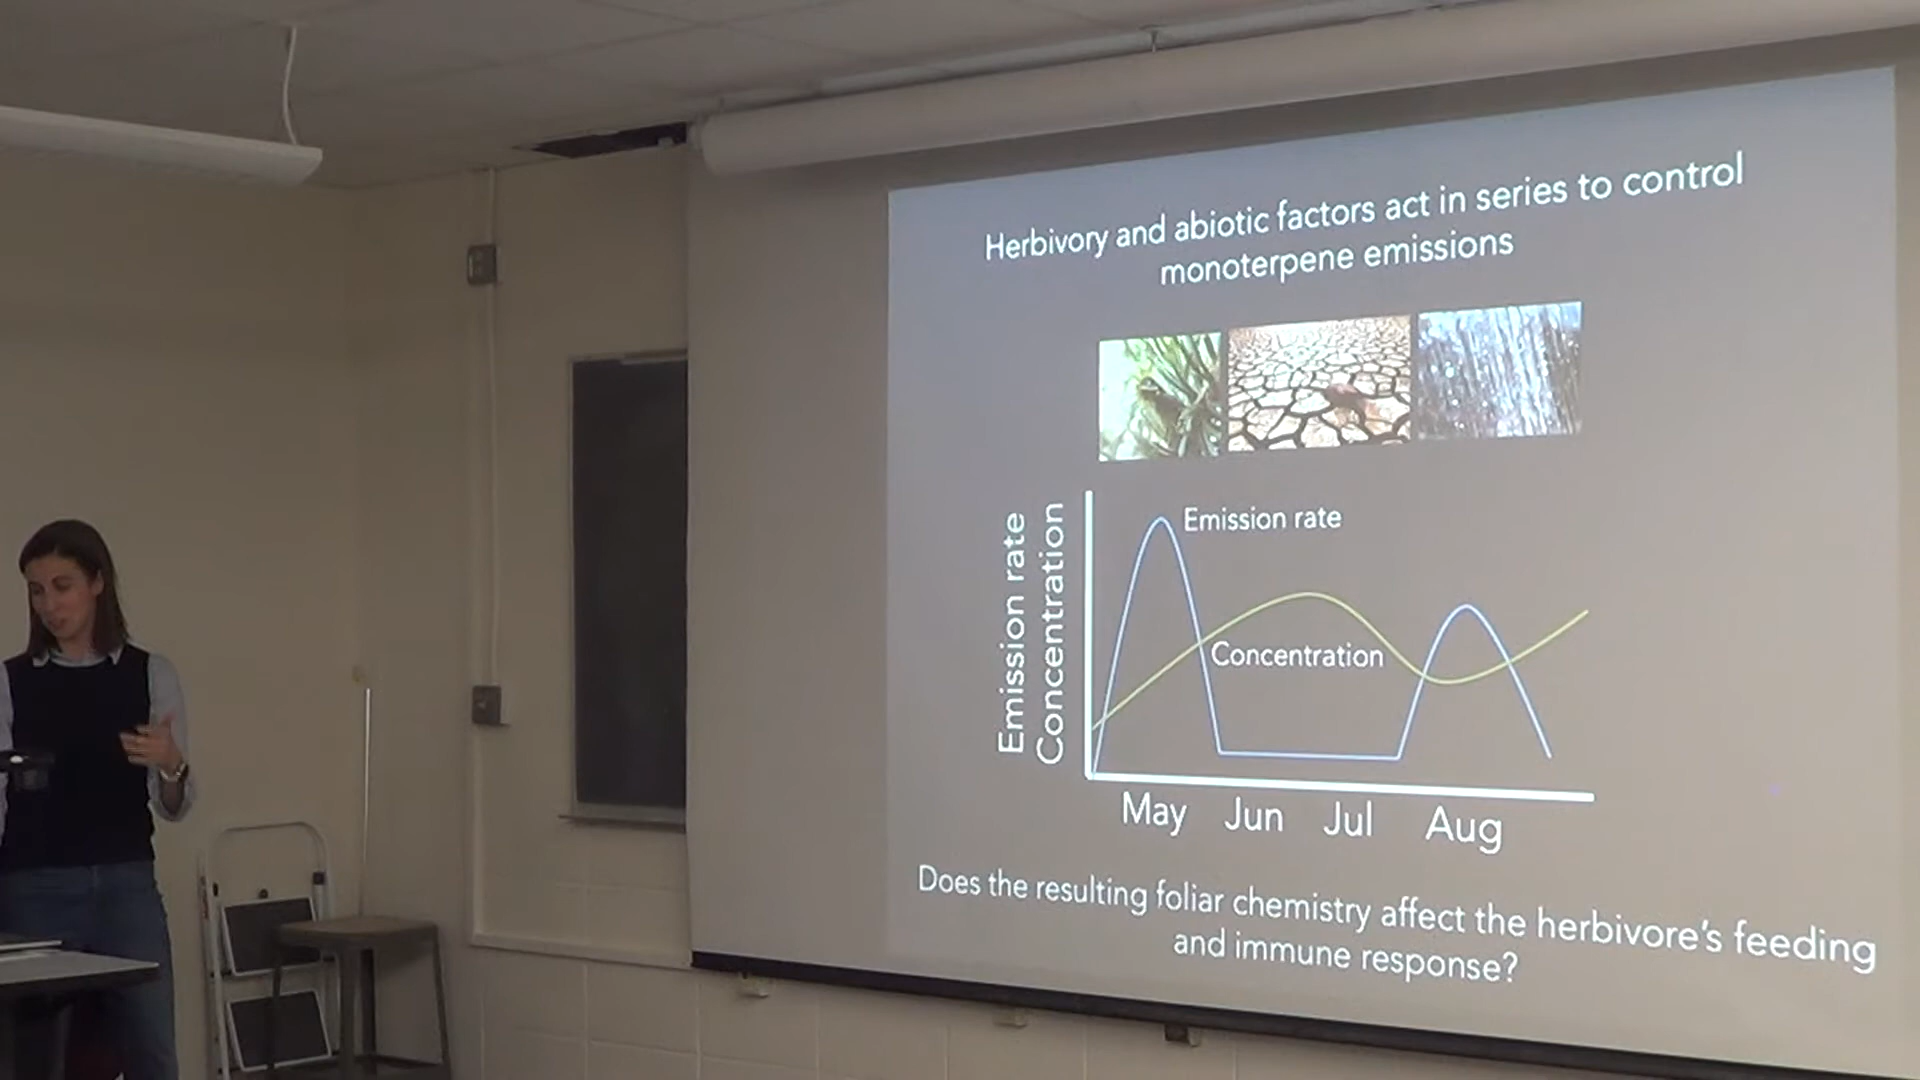 Herbivory and abiotic factors act in series to control
monoterpene emissions
Emission rate
Concentration
Emission rate
Concentration
May Jun Jul Aug
Does the resulting foliar chemistry affect the herbivore's feeding
and immune response?